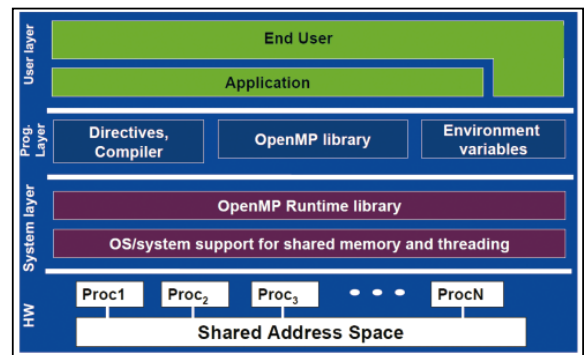 User layer
End User
Application
Prog.
Layer
Directives,
Compiler
OpenMP library
Environment
variables
System layer
OpenMP Runtime library
OS/system support for shared memory and threading
HW
Proc1
Proc2
Proc3
• • •
ProcN
Shared Address Space